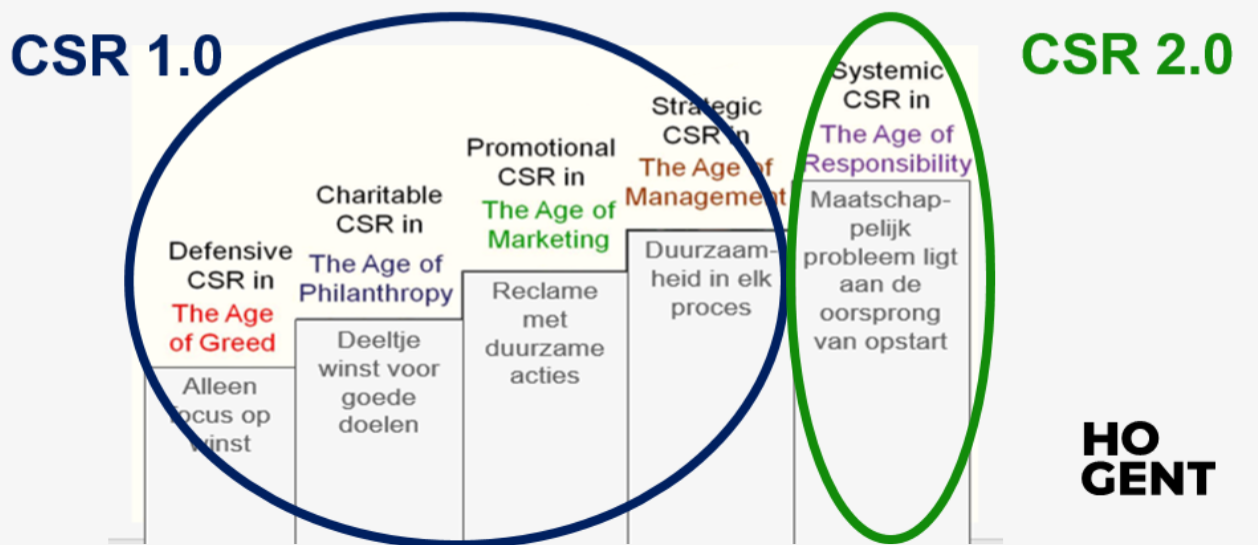 CSR 1.0
CSR 2.0
Defensive
CSR in
The Age
of Greed
Alleen
focus op
winst
Charitable
CSR in
The Age of
Philanthropy
Deeltje
winst voor
goede
doelen
Promotional
CSR in
The Age of
Marketing
Reclame
met
duurzame
acties
Strategic
CSR in
The Age of
Management
Duurzaam-
heid in elk
proces
Systemic
CSR in
The Age of
Responsibility
Maatschap-
pelijk
probleem ligt
aan de
oorsprong
van opstart
HO
GENT